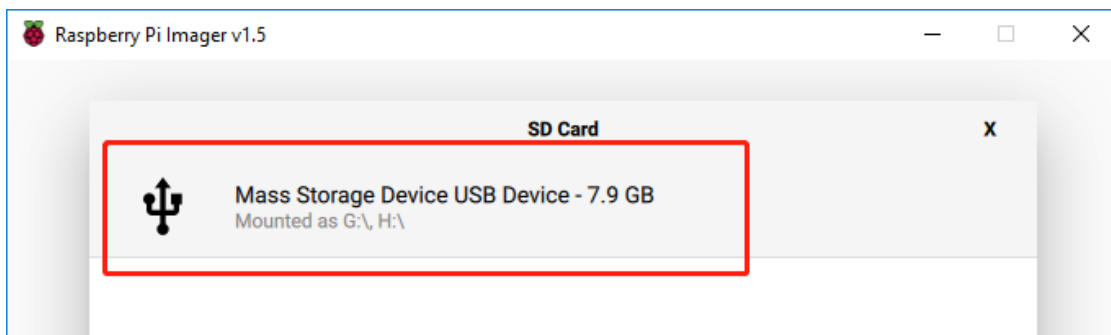 Raspberry Pi Imager v1.5
SD Card
X
Mass Storage Device USB Device - 7.9 GB
Mounted as G:\, H:\